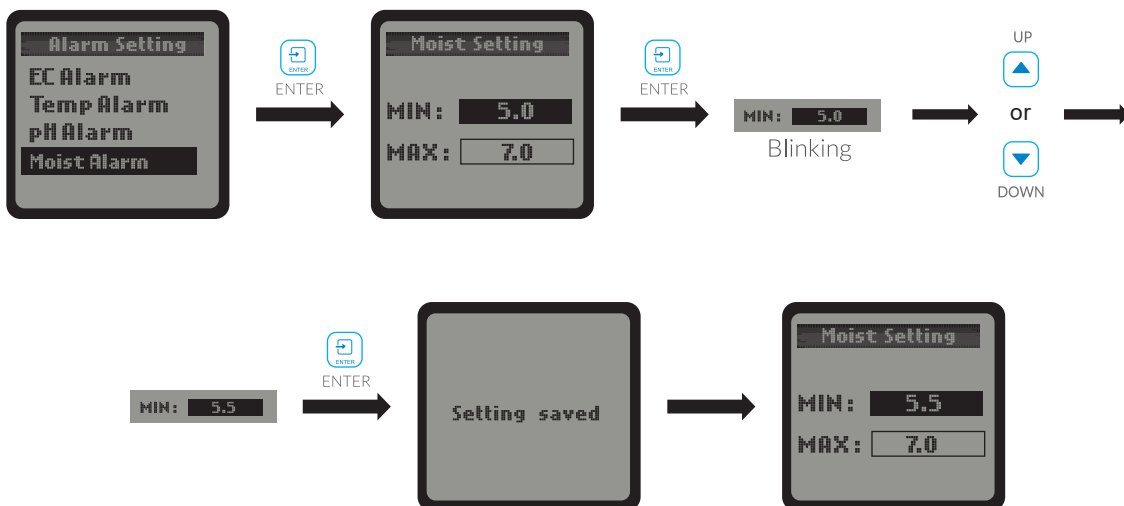 Alarm Setting
EC Alarm
Temp Alarm
pH Alarm
Moist Alarm
ENTER
ENTER
Moist Setting
MIN: 5.0
MAX: 7.0
ENTER
ENTER
MIN: 5.0
Blinking
UP
or
DOWN
MIN: 5.5
ENTER
ENTER
Setting saved
Moist Setting
MIN: 5.5
MAX: 7.0